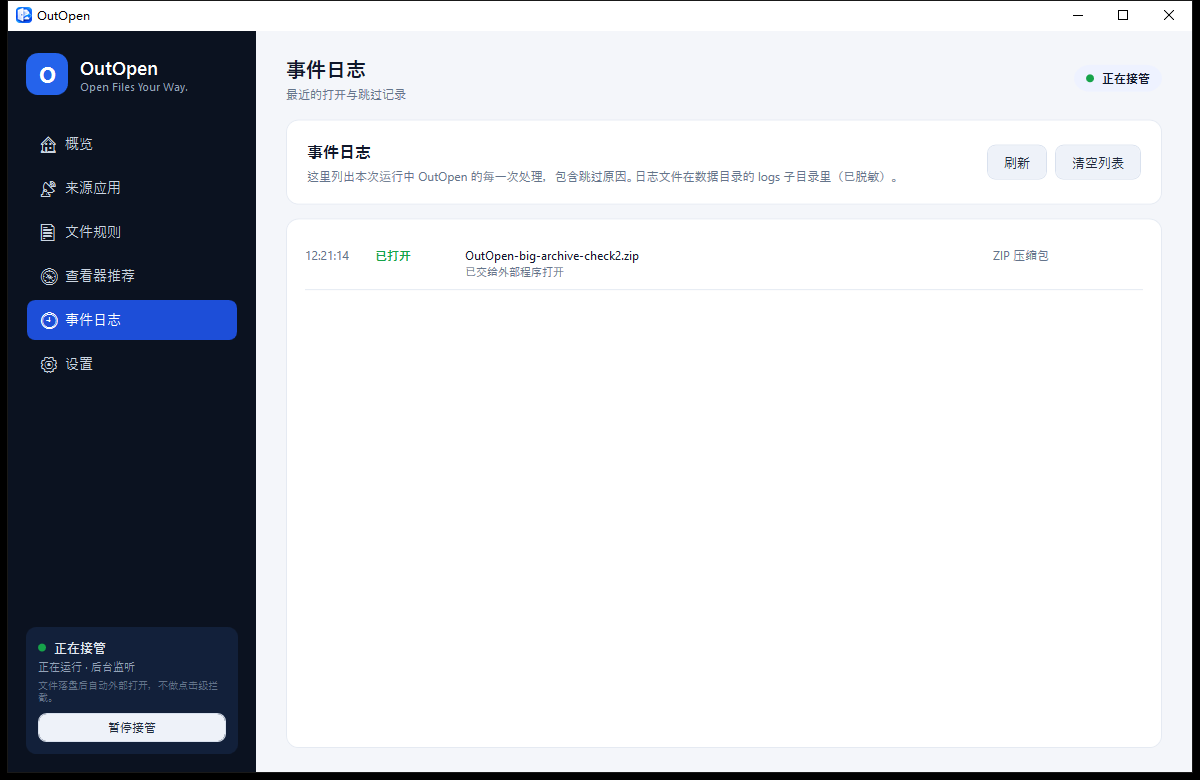 OutOpen
O
OutOpen
Open Files Your Way.
概览
来源应用
文件规则
查看器推荐
事件日志
设置
正在接管
正在运行 · 后台监听
文件落盘后自动外部打开，不做点击级拦
截。
暂停接管
事件日志
最近的打开与跳过记录
正在接管
事件日志
这里列出本次运行中 OutOpen 的每一次处理，包含跳过原因。日志文件在数据目录的 logs 子目录里（已脱敏）。
刷新
清空列表
12:21:14
已打开
OutOpen-big-archive-check2.zip
已交给外部程序打开
ZIP 压缩包